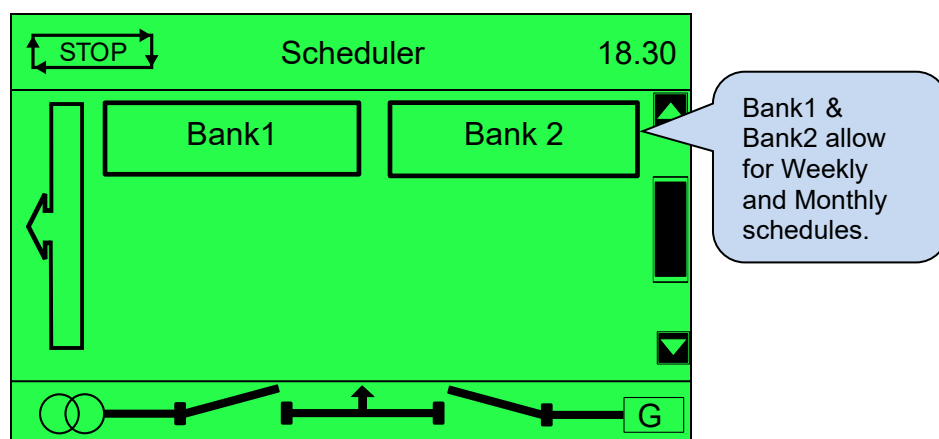 STOP
Scheduler
18.30
Bank1
Bank 2
Bank1 &
Bank2 allow
for Weekly
and Monthly
schedules.
G